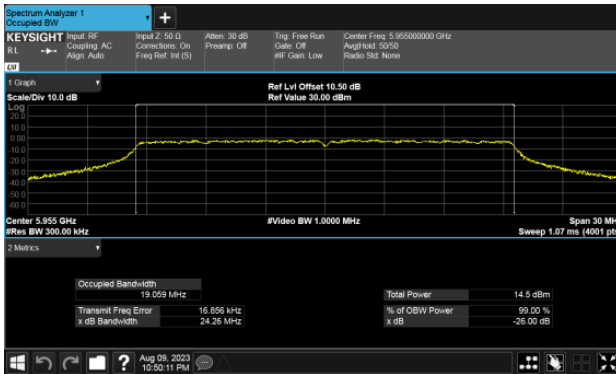 Spectrum Analyzer 1
Occupied BW
KEYSIGHT
Input: RF
Coupling: AC
Align: Auto
Input Z: 50 Ω
Corrections: On
Freq Ref: Int (S)
Atten: 30 dB
Preamp: Off
Trig: Free Run
Gate: Off
#IF Gain: Low
Center Freq: 5.955000000 GHz
Avg|Hold: 50/50
Radio Std: None
RL
LXI
1 Graph
Scale/Div 10.0 dB
Ref Lvl Offset 10.50 dB
Ref Value 30.00 dBm
Log
20.0
10.0
0.00
-10.0
-20.0
-30.0
-40.0
-50.0
-60.0
Center 5.955 GHz
#Res BW 300.00 kHz
#Video BW 1.0000 MHz
Span 30 MH
Sweep 1.07 ms (4001 pts
2 Metrics
Occupied Bandwidth
19.059 MHz
Transmit Freq Error 16.856 kHz
x dB Bandwidth 24.26 MHz
Total Power 14.5 dBm
% of OBW Power 99.00 %
x dB -26.00 dB
?
Aug 09, 2023
10:50:11 PM